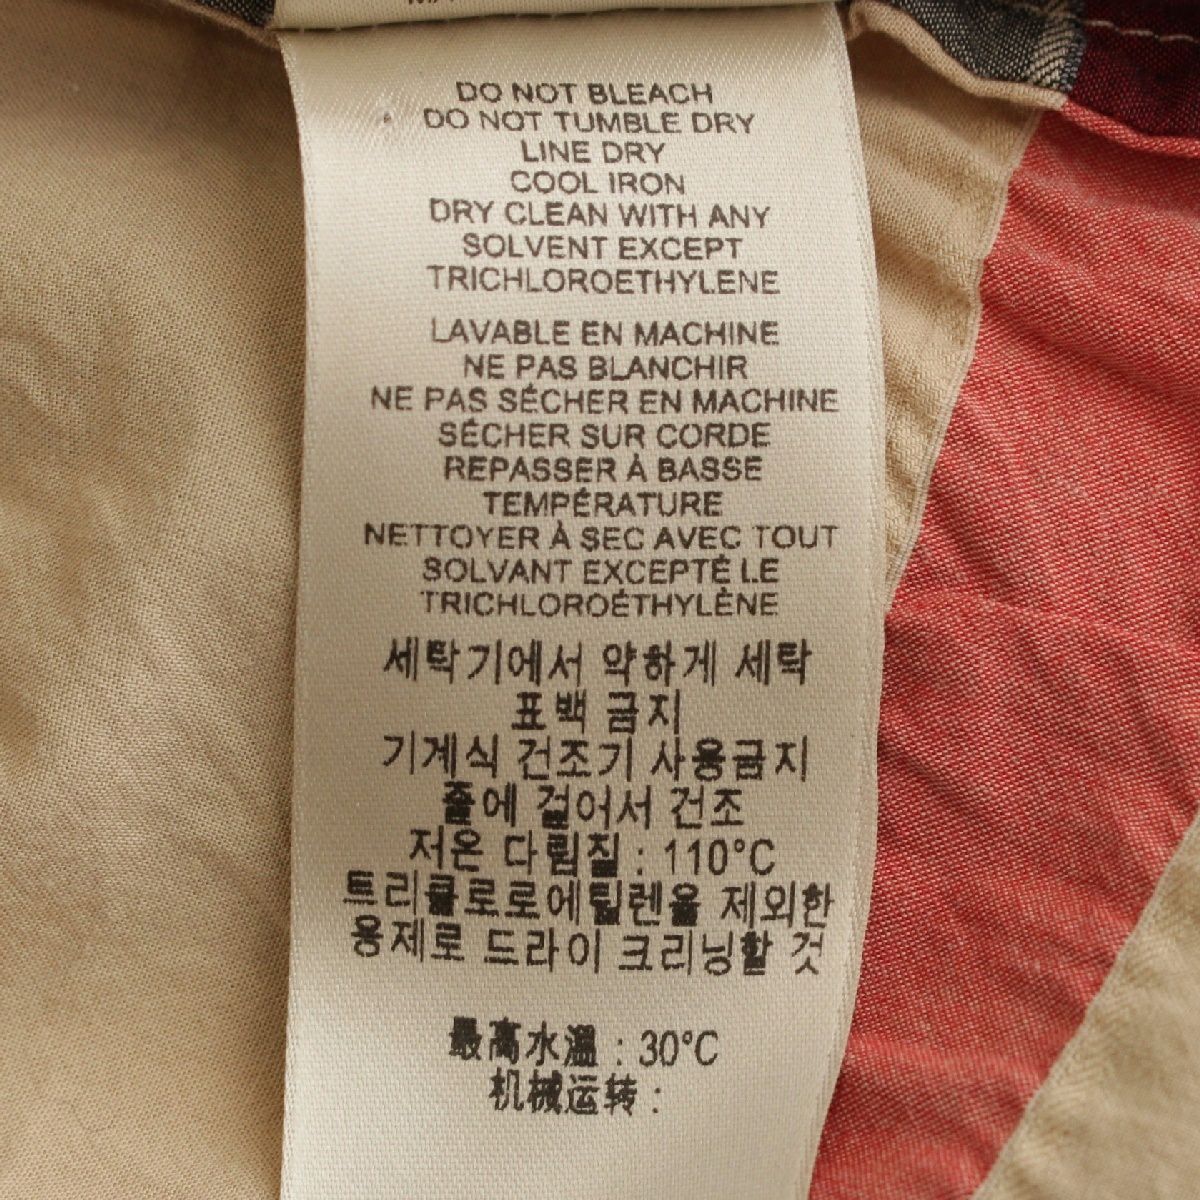 DO NOT BLEACH
DO NOT TUMBLE DRY
LINE DRY
COOL IRON
DRY CLEAN WITH ANY
SOLVENT EXCEPT
TRICHLOROETHYLENE
LAVABLE EN MACHINE
NE PAS BLANCHIR
NE PAS SÉCHER EN MACHINE
SÉCHER SUR CORDE
REPASSER À BASSE
TEMPÉRATURE
NETTOYER À SEC AVEC TOUT
SOLVANT EXCEPTÉ LE
TRICHLOROÉTHYLÈNE
세탁기에서 약하게 세탁
표백 금지
기계식 건조기 사용금지
줄에 걸어서 건조
저온 다림질 : 110°C
트리클로로에틸렌을 제외한
용제로 드라이 크리닝할 것
最高水温 : 30°C
机械运转 :